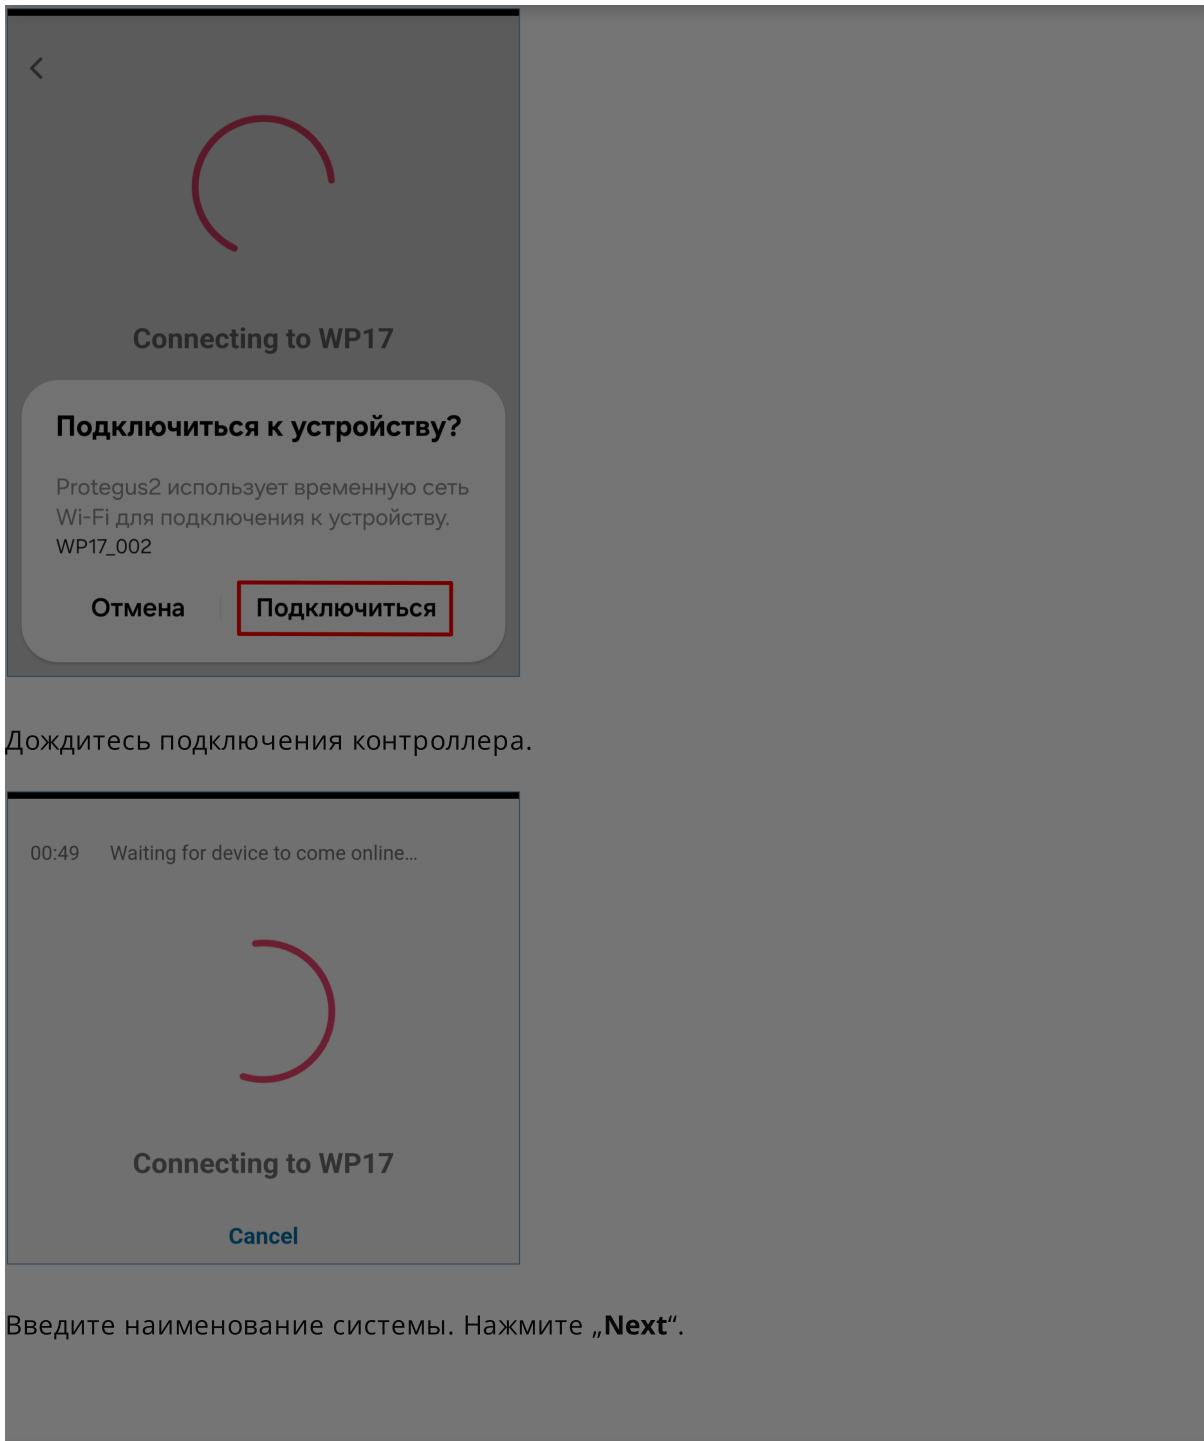 Connecting to WP17
Подключиться к устройству?
Protegus2 использует временную сеть
Wi-Fi для подключения к устройству.
WP17_002
Отмена Подключиться
Дождитесь подключения контроллера.
00:49 Waiting for device to come online...
Connecting to WP17
Cancel
Введите наименование системы. Нажмите „Next“.